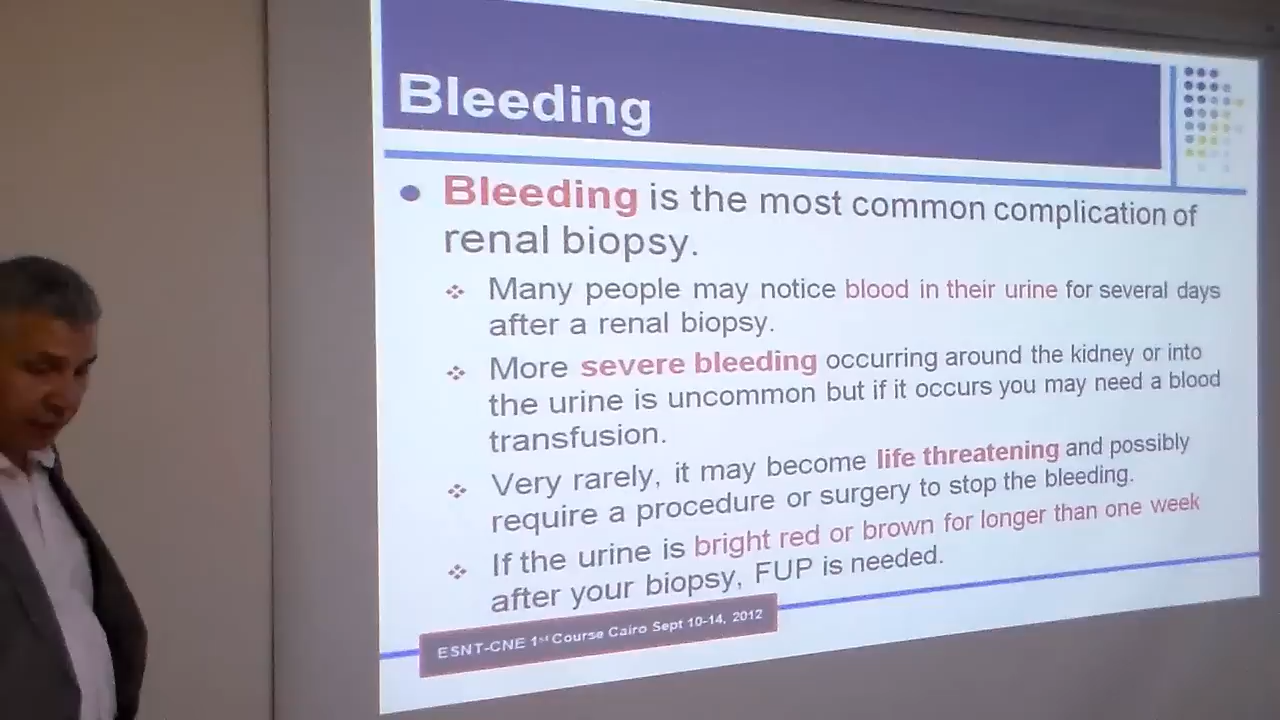 Bleeding
Bleeding is the most common complication of
renal biopsy.
Many people may notice blood in their urine for several days
after a renal biopsy.
More severe bleeding occurring around the kidney or into
the urine is uncommon but if it occurs you may need a blood
transfusion.
Very rarely, it may become life threatening and possibly
require a procedure or surgery to stop the bleeding.
If the urine is bright red or brown for longer than one week
after your biopsy, FUP is needed.
ESNT-CNE 1st Course Cairo Sept 10-14, 2012